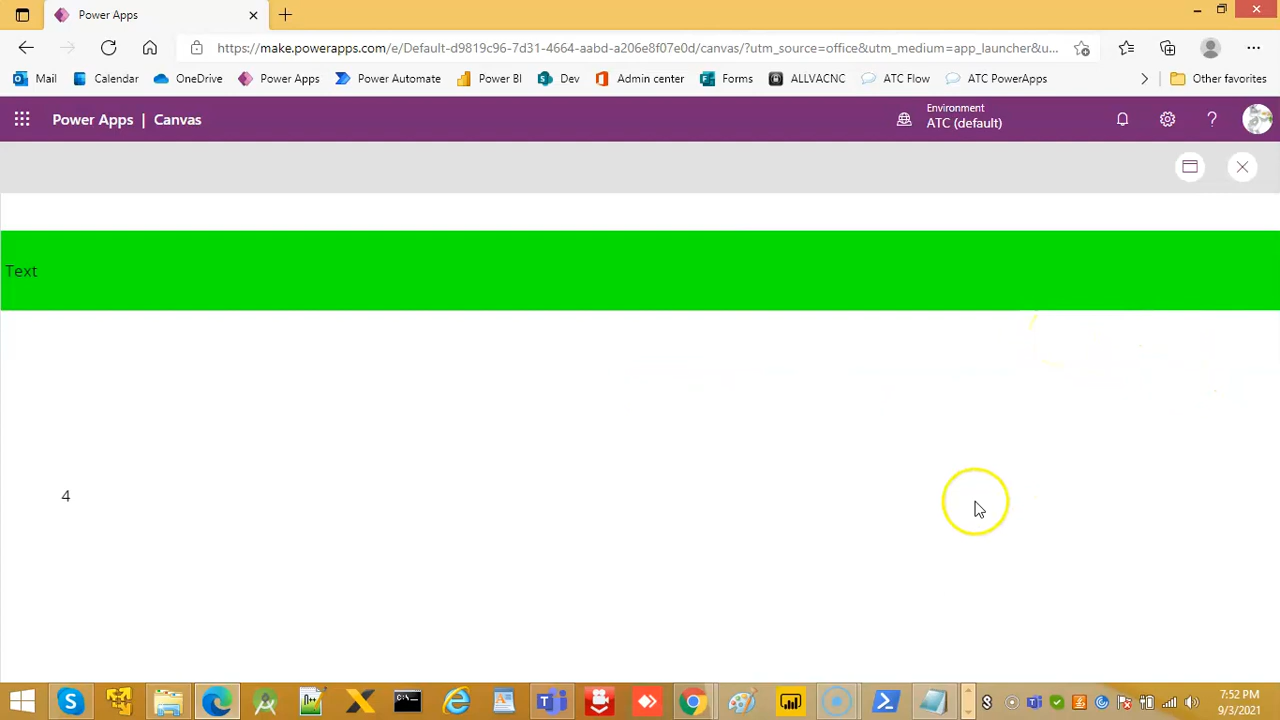 Power Apps
https://make.powerapps.com/e/Default-d9819c96-7d31-4664-aabd-a206e8f07e0d/canvas/?utm_source=office&utm_medium=app_launcher&u...
Mail Calendar OneDrive Power Apps Power Automate Power BI Dev Admin center Forms ALLVACNC ATC Flow ATC PowerApps Other favorites
Power Apps | Canvas
Environment
ATC (default)
Text
4
7:52 PM
9/3/2021